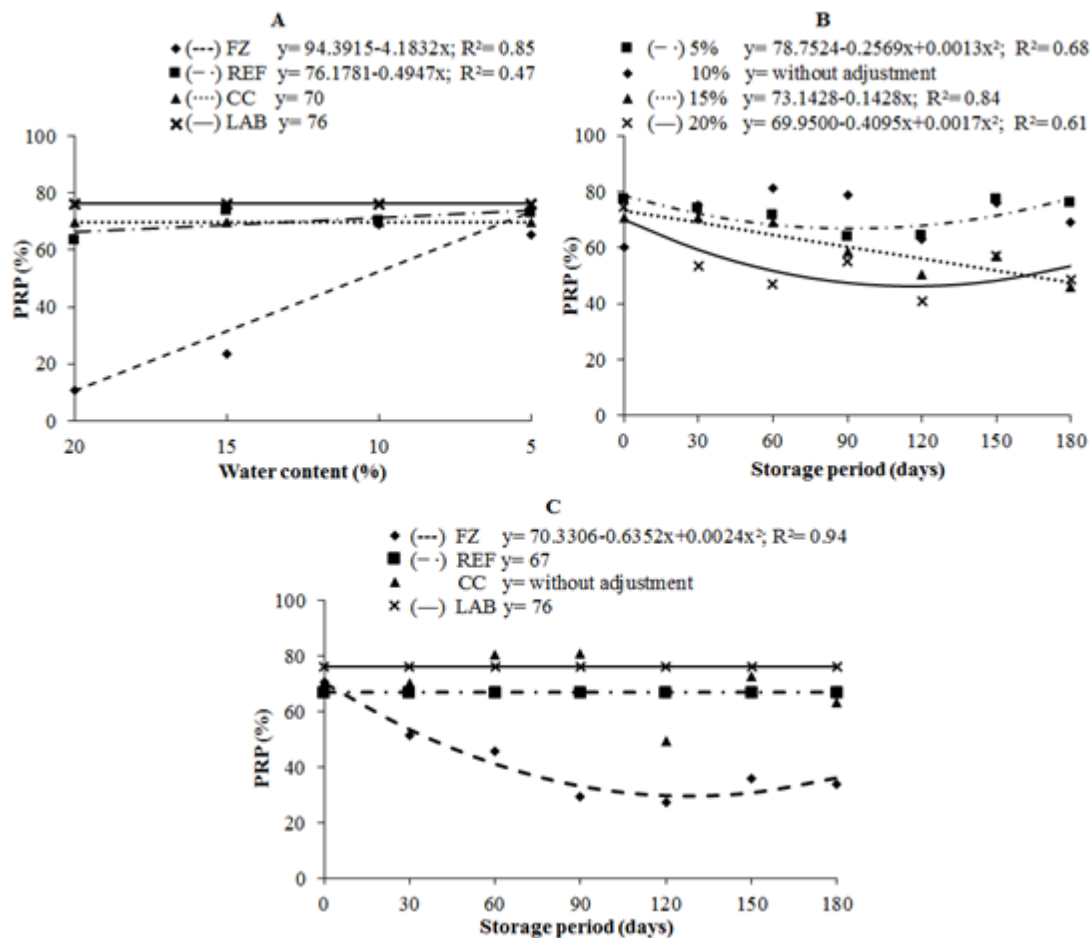 A
(---) FZ y= 94.3915-4.1832x; R²= 0.85
(− ·) REF y= 76.1781-0.4947x; R²= 0.47
(·····) CC y= 70
(—) LAB y= 76
100
80
60
40
20
0
PRP (%)
20 15 10 5
Water content (%)
B
(− ·) 5% y= 78.7524-0.2569x+0.0013x²; R²= 0.68
10% y= without adjustment
(·····) 15% y= 73.1428-0.1428x; R²= 0.84
(—) 20% y= 69.9500-0.4095x+0.0017x²; R²= 0.61
100
80
60
40
20
0
PRP (%)
0 30 60 90 120 150 180
Storage period (days)
C
(---) FZ y= 70.3306-0.6352x+0.0024x²; R²= 0.94
(− ·) REF y= 67
CC y= without adjustment
(—) LAB y= 76
100
80
60
40
20
0
PRP (%)
0 30 60 90 120 150 180
Storage period (days)